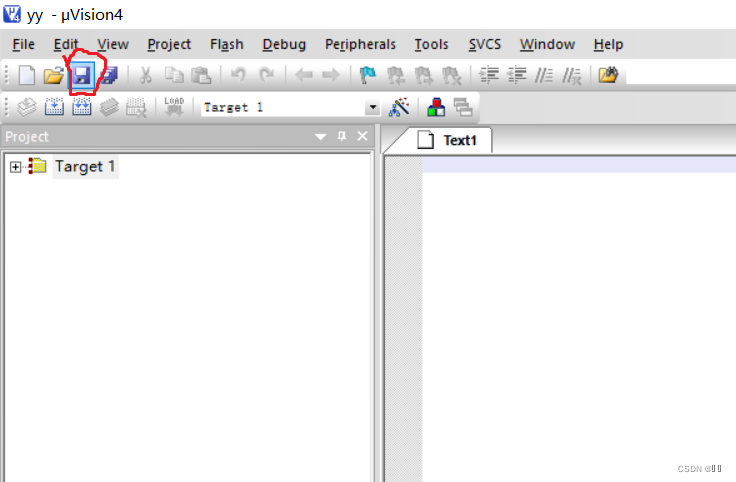 yy - µVision4
File Edit View Project Flash Debug Peripherals Tools SVCS Window Help
LOAD Target 1
Project
Text1
Target 1
CSDN @